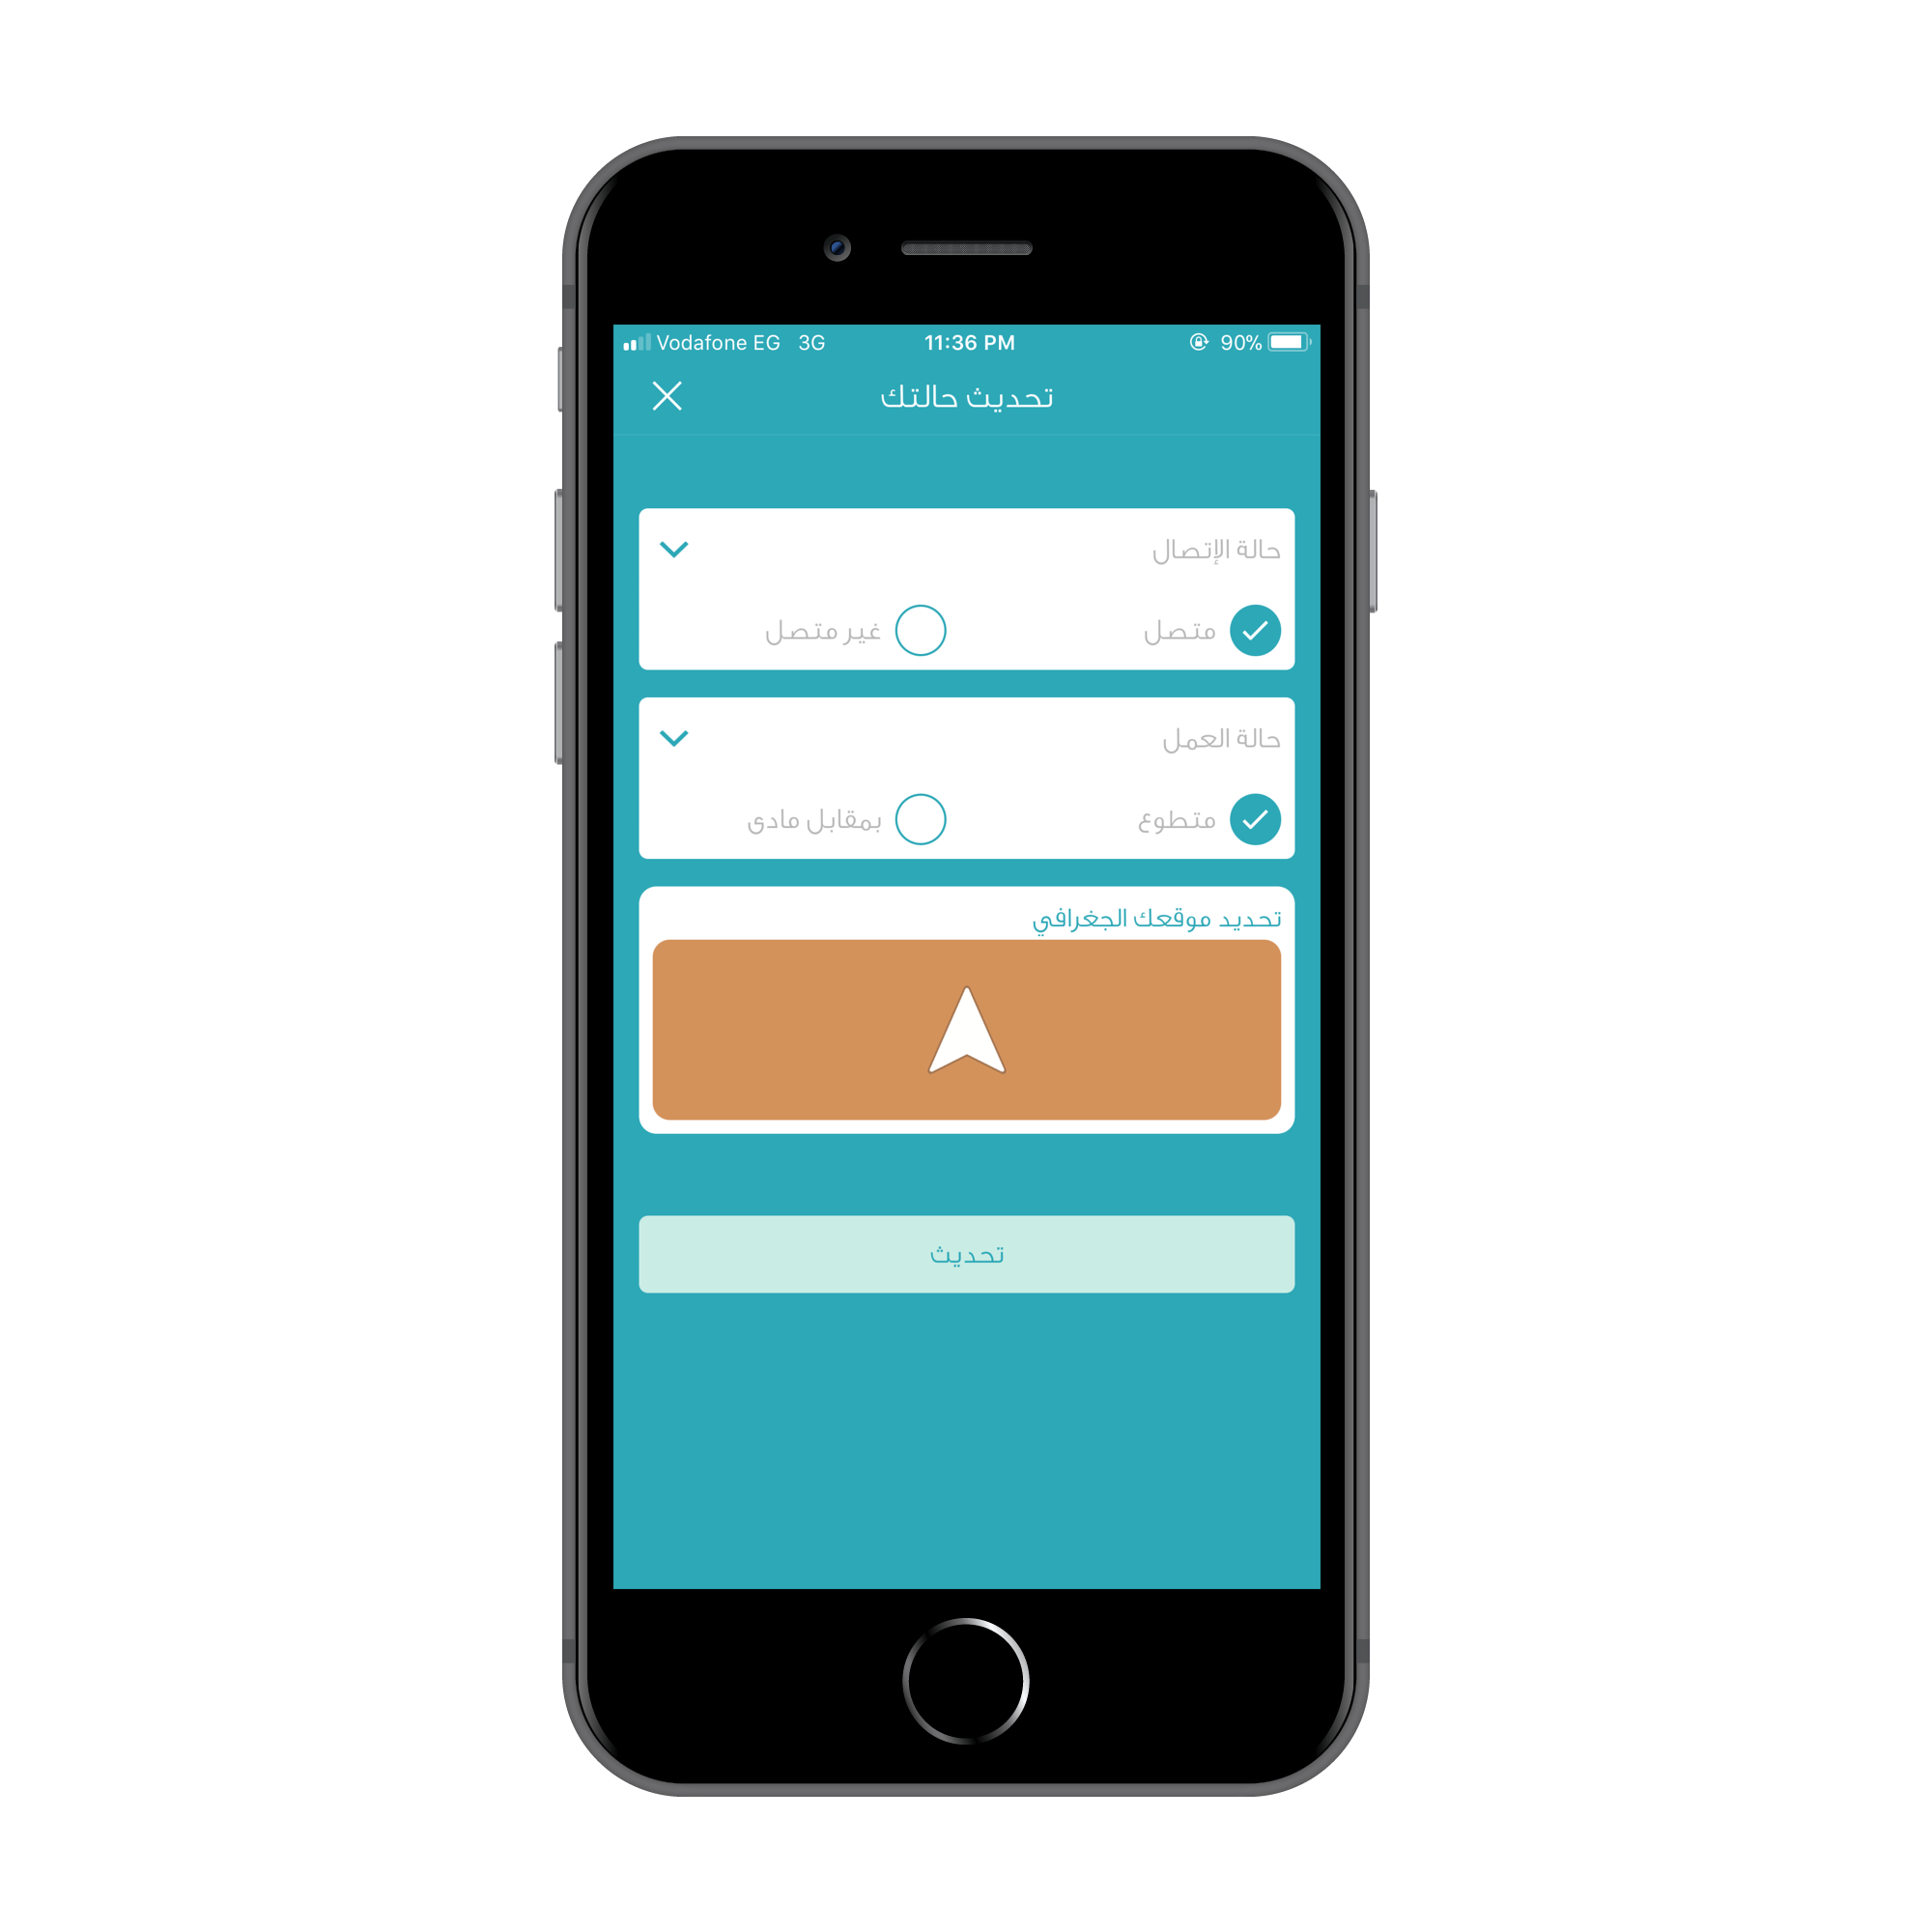 Vodafone EG 3G 11:36 PM 90%
تحديث حالتك
حالة الإتصال
متصل غير متصل
حالة العمل
متطوع بمقابل مادى
تحديد موقعك الجغرافي
تحديث